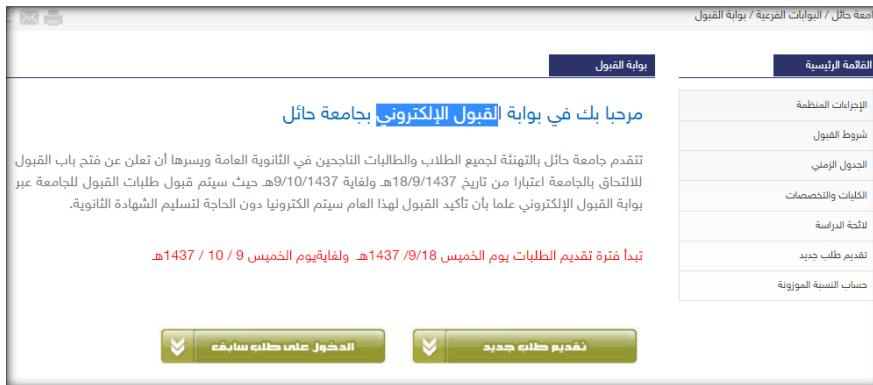 جامعة حائل / البوابات الفرعية / بوابة القبول
القائمة الرئيسية
الإجراءات المنظمة
شروط القبول
الجدول الزمني
الكليات والتخصصات
لائحة الدراسة
تقديم طلب جديد
حساب النسبة الموزونة
بوابة القبول
مرحبا بك في بوابة القبول الإلكتروني بجامعة حائل
تتقدم جامعة حائل بالتهنئة لجميع الطلاب والطالبات الناجحين في الثانوية العامة ويسرها أن تعلن عن فتح باب القبول
للالتحاق بالجامعة اعتبارا من تاريخ 18/9/1437هـ ولغاية 9/10/1437هـ حيث سيتم قبول طلبات القبول للجامعة عبر
بوابة القبول الإلكتروني علما بأن تأكيد القبول لهذا العام سيتم الكترونيا دون الحاجة لتسليم الشهادة الثانوية.
تبدأ فترة تقديم الطلبات يوم الخميس 9/18/ 1437هـ ولغايةيوم الخميس 9 / 10 / 1437هـ
تقديم طلب جديد
الدخول على طلب سابق